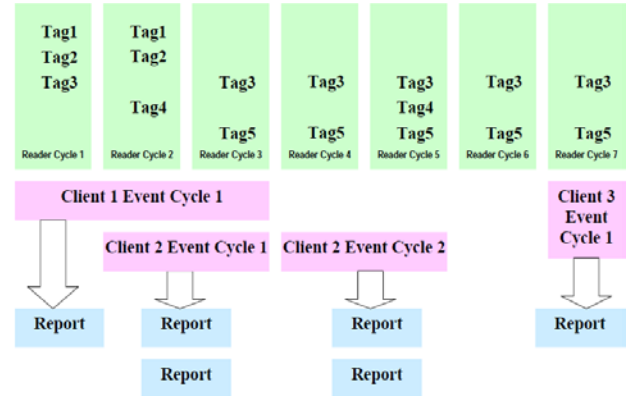 Tag1 Tag1
Tag2 Tag2
Tag3 Tag3 Tag3 Tag3 Tag3 Tag3
Tag4 Tag4
Tag5 Tag5 Tag5 Tag5 Tag5
Reader Cycle 1 Reader Cycle 2 Reader Cycle 3 Reader Cycle 4 Reader Cycle 5 Reader Cycle 6 Reader Cycle 7
Client 1 Event Cycle 1
Client 3
Event
Cycle 1
Client 2 Event Cycle 1 Client 2 Event Cycle 2
Report Report Report Report
Report Report